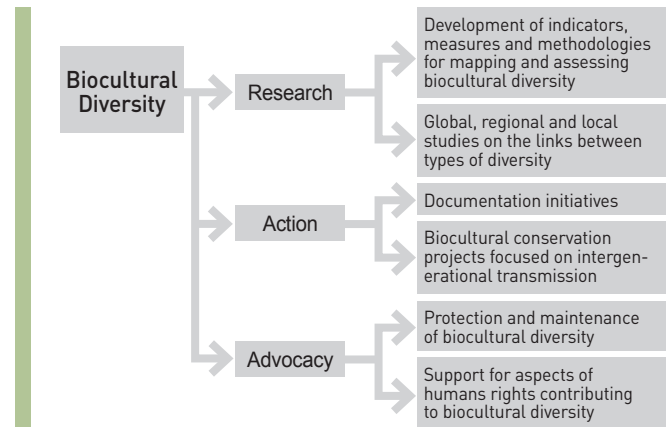 Biocultural
Diversity
Research
Development of indicators,
measures and methodologies
for mapping and assessing
biocultural diversity
Global, regional and local
studies on the links between
types of diversity
Action
Documentation initiatives
Biocultural conservation
projects focused on intergen-
erational transmission
Advocacy
Protection and maintenance
of biocultural diversity
Support for aspects of
humans rights contributing
to biocultural diversity